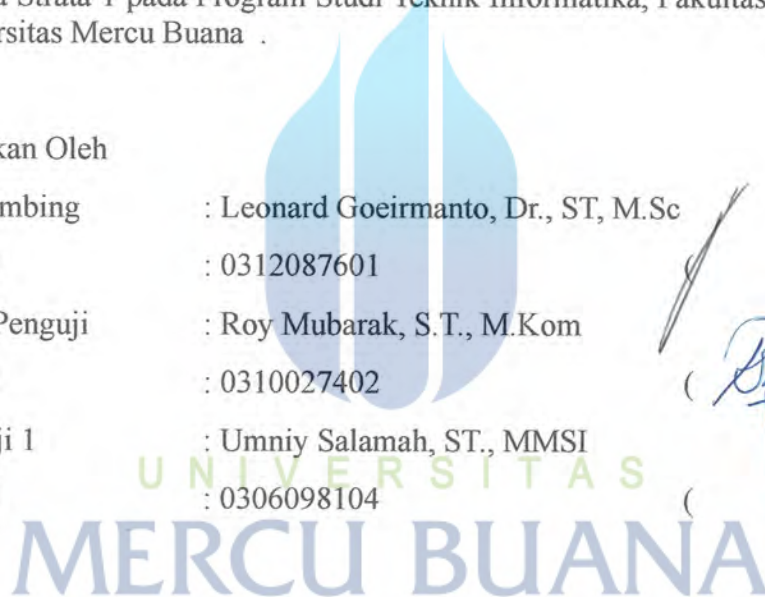 Strata 1 pada Program Studi Teknik Informatika, Fakultas
rsitas Mercu Buana .
kan Oleh
mbing : Leonard Goeirmanto, Dr., ST, M.Sc
: 0312087601 (
Penguji : Roy Mubarak, S.T., M.Kom
: 0310027402 (
ji 1 : Umniy Salamah, ST., MMSI
UNIVERSITAS
: 0306098104 (
MERCU BUANA